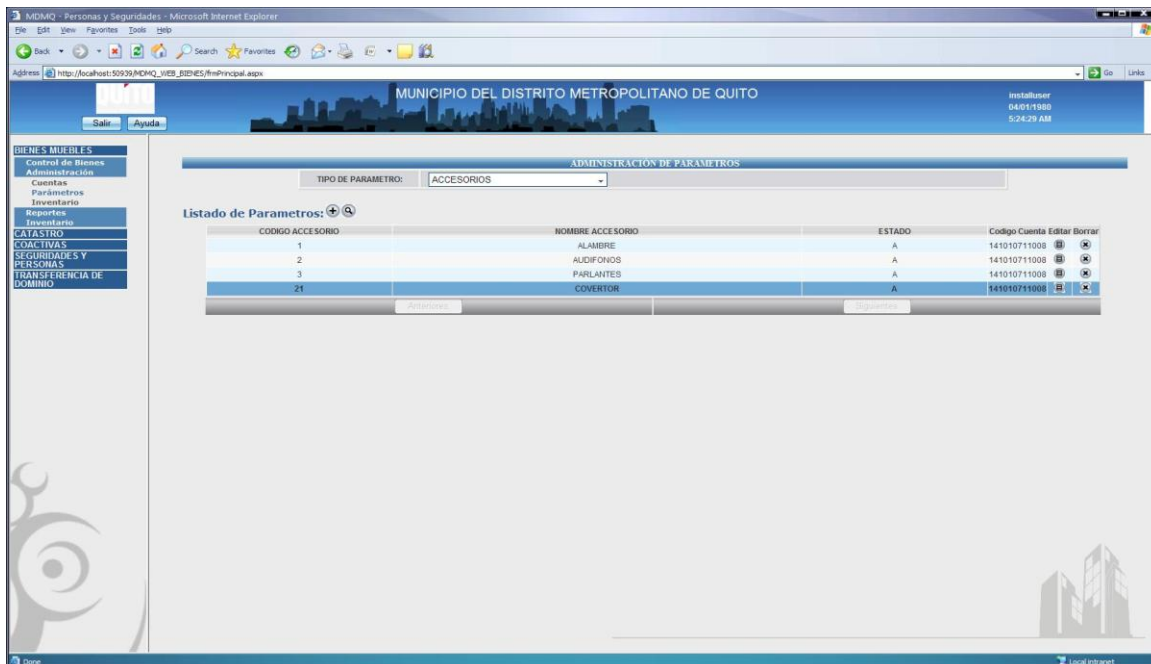 MDMQ - Personas y Seguridades - Microsoft Internet Explorer
File Edit View Favorites Tools Help
Back Search Favorites
Address http://localhost:50939/MDMQ_WEB_BIENES/frmPrincipal.aspx Go Links
QUITO
MUNICIPIO DEL DISTRITO METROPOLITANO DE QUITO
installuser
04/01/1980
5:24:29 AM
Salir Ayuda
BIENES MUEBLES
Control de Bienes
Administración
Cuentas
Parámetros
Inventario
Reportes
Inventario
CATASTRO
COACTIVAS
SEGURIDADES Y
PERSONAS
TRANSFERENCIA DE
DOMINIO
ADMINISTRACIÓN DE PARAMETROS
TIPO DE PARAMETRO: ACCESORIOS
Listado de Parametros:
CODIGO ACCESORIO NOMBRE ACCESORIO ESTADO Codigo Cuenta Editar Borrar
1 ALAMBRE A 141010711008
2 AUDIFONOS A 141010711008
3 PARLANTES A 141010711008
21 COVERTOR A 141010711008
Anteriores Siguientes
Done Local intranet